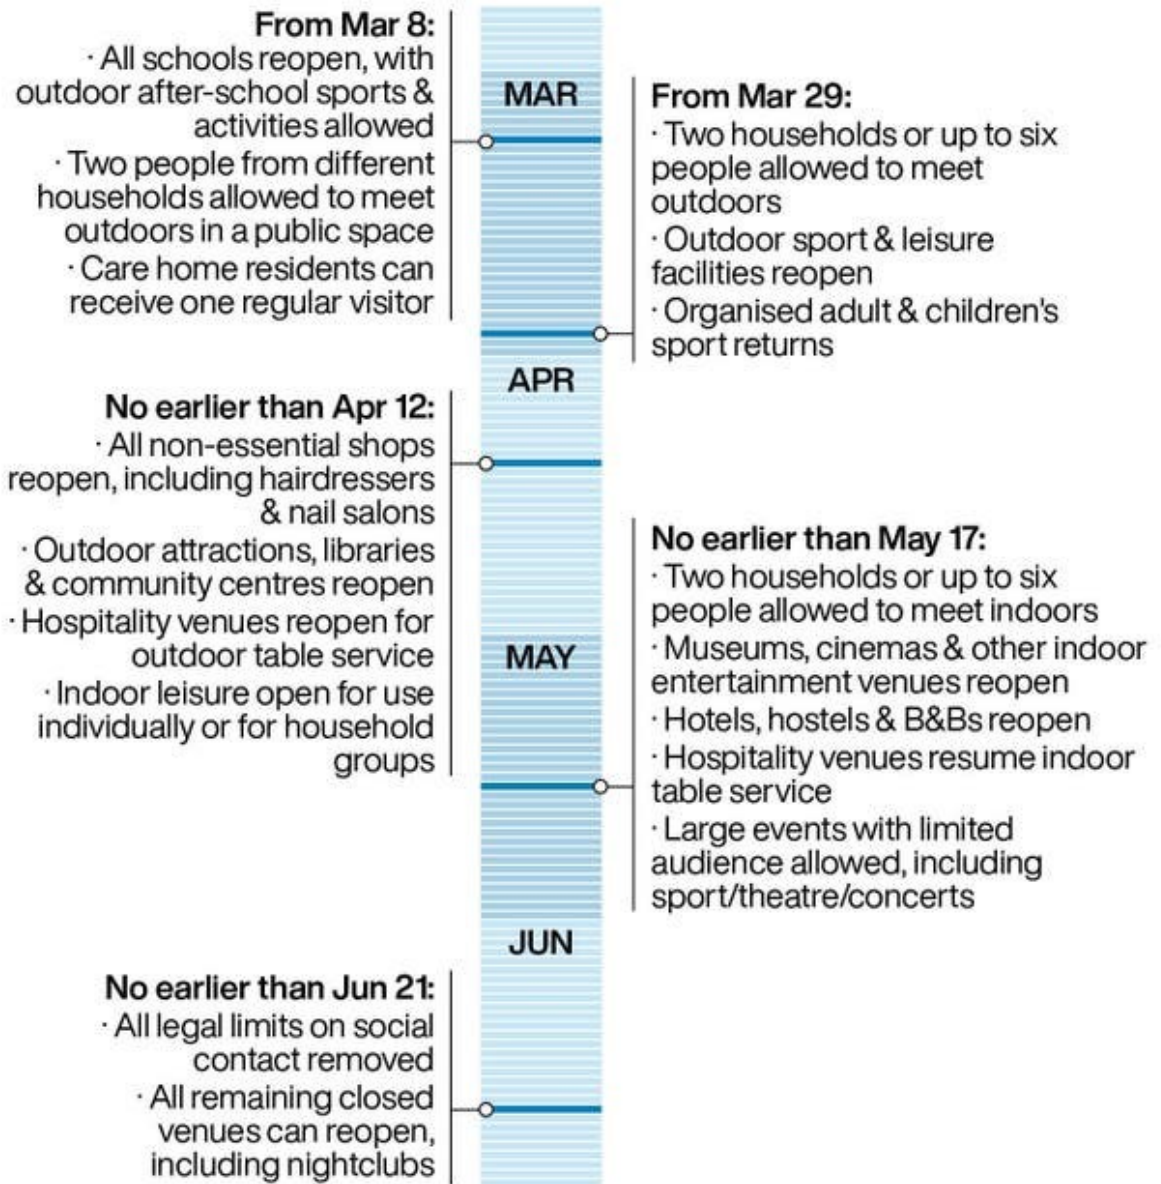 From Mar 8:
· All schools reopen, with
outdoor after-school sports &
activities allowed
· Two people from different
households allowed to meet
outdoors in a public space
· Care home residents can
receive one regular visitor
MAR
From Mar 29:
· Two households or up to six
people allowed to meet
outdoors
· Outdoor sport & leisure
facilities reopen
· Organised adult & children's
sport returns
APR
No earlier than Apr 12:
· All non-essential shops
reopen, including hairdressers
& nail salons
· Outdoor attractions, libraries
& community centres reopen
· Hospitality venues reopen for
outdoor table service
· Indoor leisure open for use
individually or for household
groups
MAY
No earlier than May 17:
· Two households or up to six
people allowed to meet indoors
· Museums, cinemas & other indoor
entertainment venues reopen
· Hotels, hostels & B&Bs reopen
· Hospitality venues resume indoor
table service
· Large events with limited
audience allowed, including
sport/theatre/concerts
JUN
No earlier than Jun 21:
· All legal limits on social
contact removed
· All remaining closed
venues can reopen,
including nightclubs